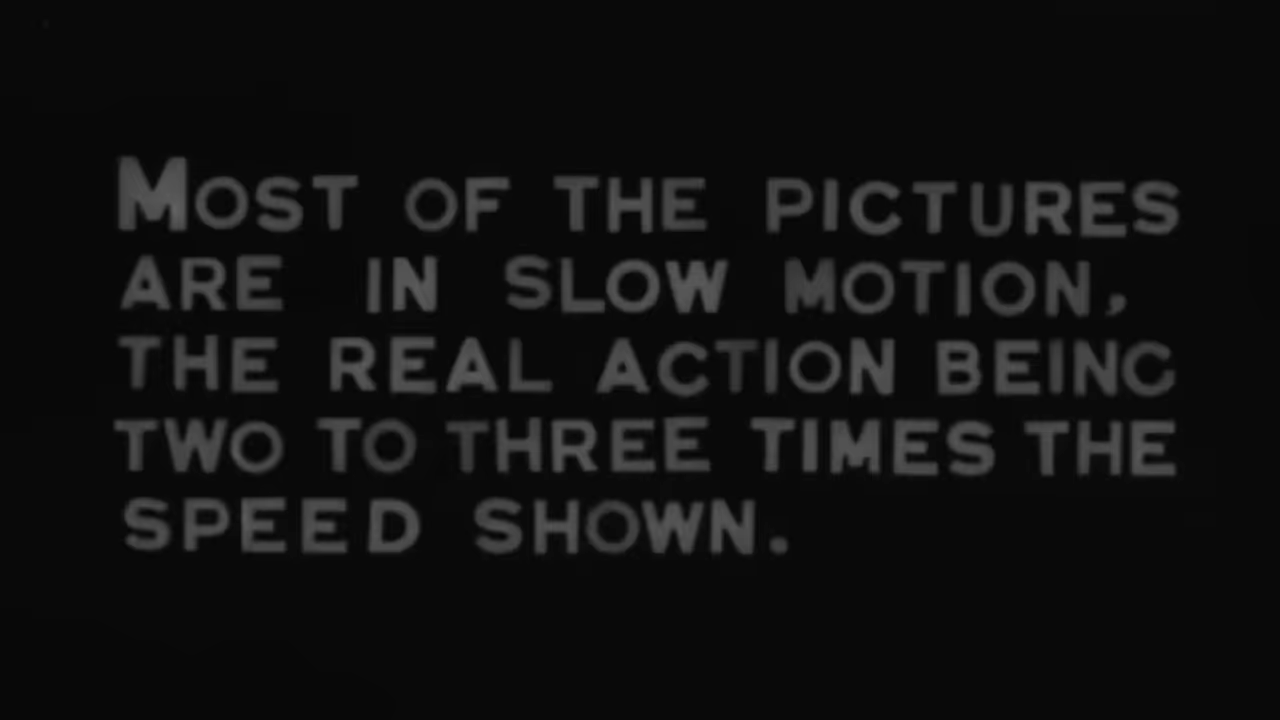 MOST OF THE PICTURES
ARE IN SLOW MOTION,
THE REAL ACTION BEING
TWO TO THREE TIMES THE
SPEED SHOWN.